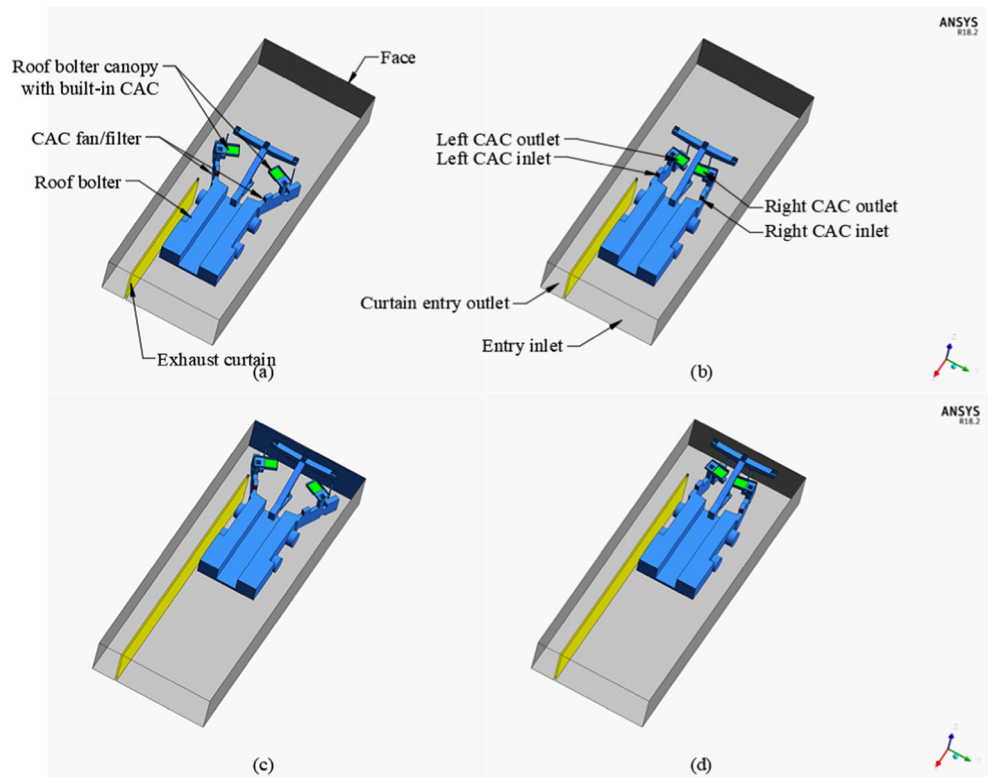 ANSYS
R18.2
Roof bolter canopy
with built-in CAC
Face
CAC fan/filter
Roof bolter
Exhaust curtain
(a)
Left CAC outlet
Left CAC inlet
Right CAC outlet
Right CAC inlet
Curtain entry outlet
Entry inlet
Z
(b)
ANSYS
R18.2
(c)
Z
(d)